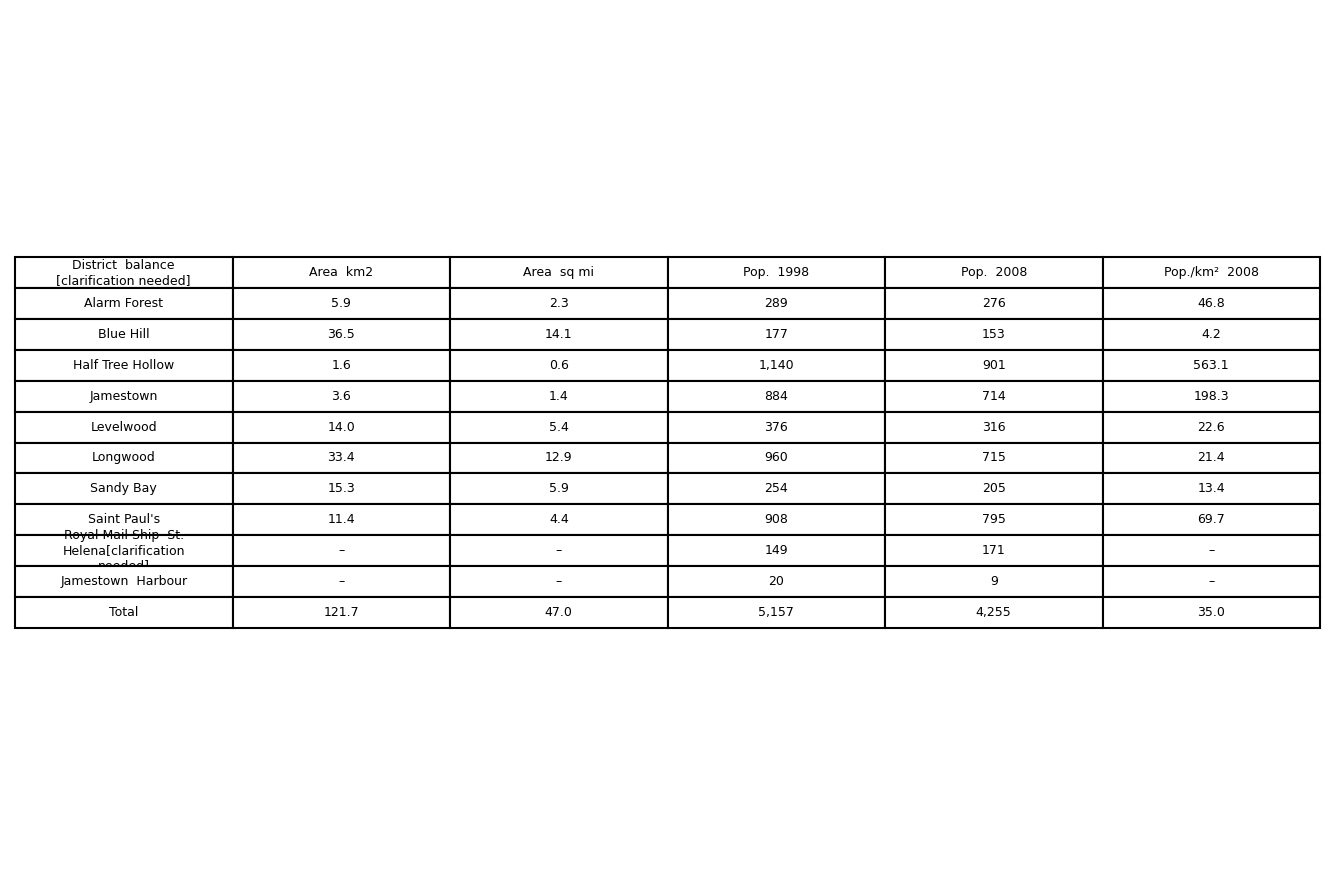 District  balance
[clarification needed] Area  km2 Area  sq mi Pop.  1998 Pop.  2008 Pop./km²  2008
Alarm Forest 5.9 2.3 289 276 46.8
Blue Hill 36.5 14.1 177 153 4.2
Half Tree Hollow 1.6 0.6 1,140 901 563.1
Jamestown 3.6 1.4 884 714 198.3
Levelwood 14.0 5.4 376 316 22.6
Longwood 33.4 12.9 960 715 21.4
Sandy Bay 15.3 5.9 254 205 13.4
Saint Paul's 11.4 4.4 908 795 69.7
Royal Mail Ship  St.
Helena[clarification – – 149 171 –
needed]
Jamestown  Harbour – – 20 9 –
Total 121.7 47.0 5,157 4,255 35.0